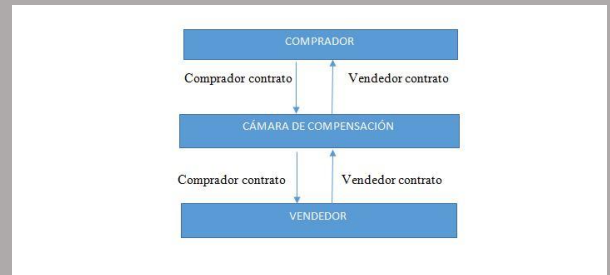 COMPRADOR
Comprador contrato Vendedor contrato
CÁMARA DE COMPENSACIÓN
Comprador contrato Vendedor contrato
VENDEDOR